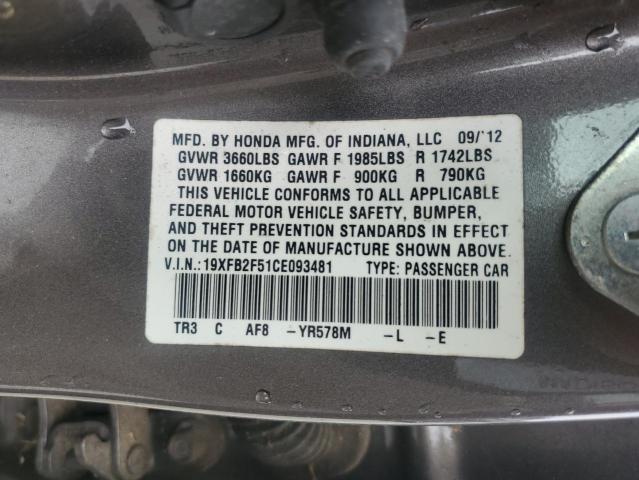 MFD. BY HONDA MFG. OF INDIANA, LLC 09/'12
GVWR 3660LBS GAWR F 1985LBS R 1742LBS
GVWR 1660KG GAWR F 900KG R 790KG
THIS VEHICLE CONFORMS TO ALL APPLICABLE
FEDERAL MOTOR VEHICLE SAFETY, BUMPER,
AND THEFT PREVENTION STANDARDS IN EFFECT
ON THE DATE OF MANUFACTURE SHOWN ABOVE.
V.I.N.:19XFB2F51CE093481 TYPE: PASSENGER CAR
TR3 C AF8 -YR578M -L -E